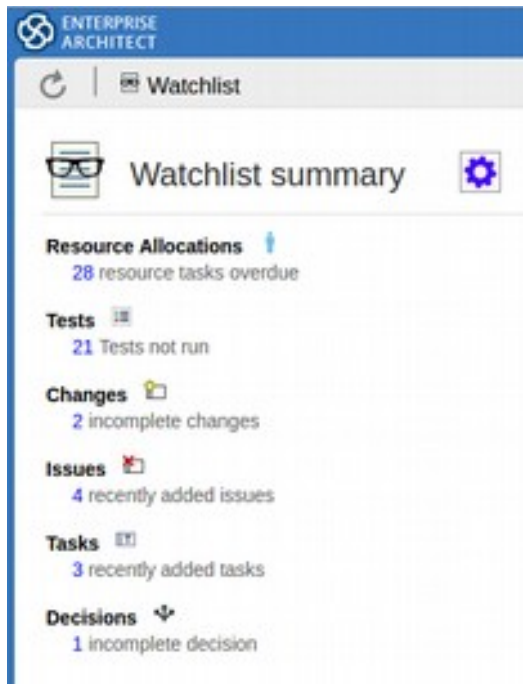 ENTERPRISE
ARCHITECT
Watchlist
Watchlist summary
Resource Allocations
28 resource tasks overdue
Tests
21 Tests not run
Changes
2 incomplete changes
Issues
4 recently added issues
Tasks
3 recently added tasks
Decisions
1 incomplete decision